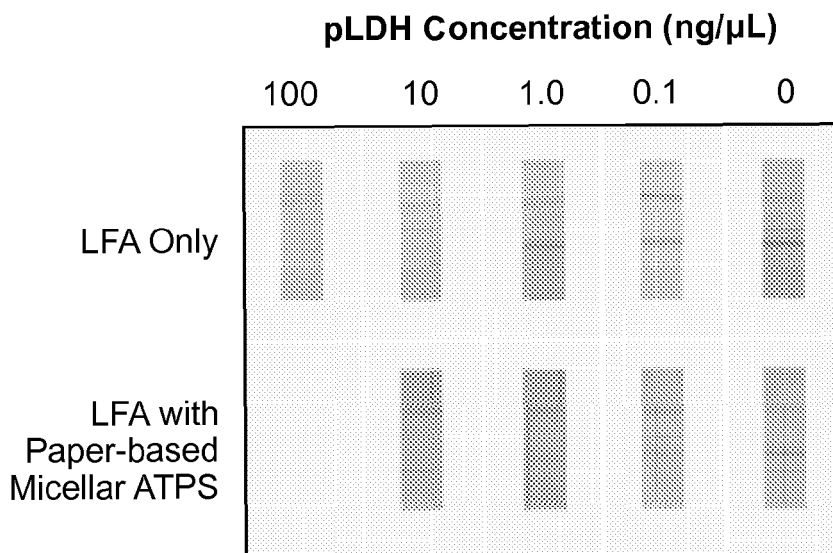 pLDH Concentration (ng/µL)
100 10 1.0 0.1 0
LFA Only
LFA with
Paper-based
Micellar ATPS